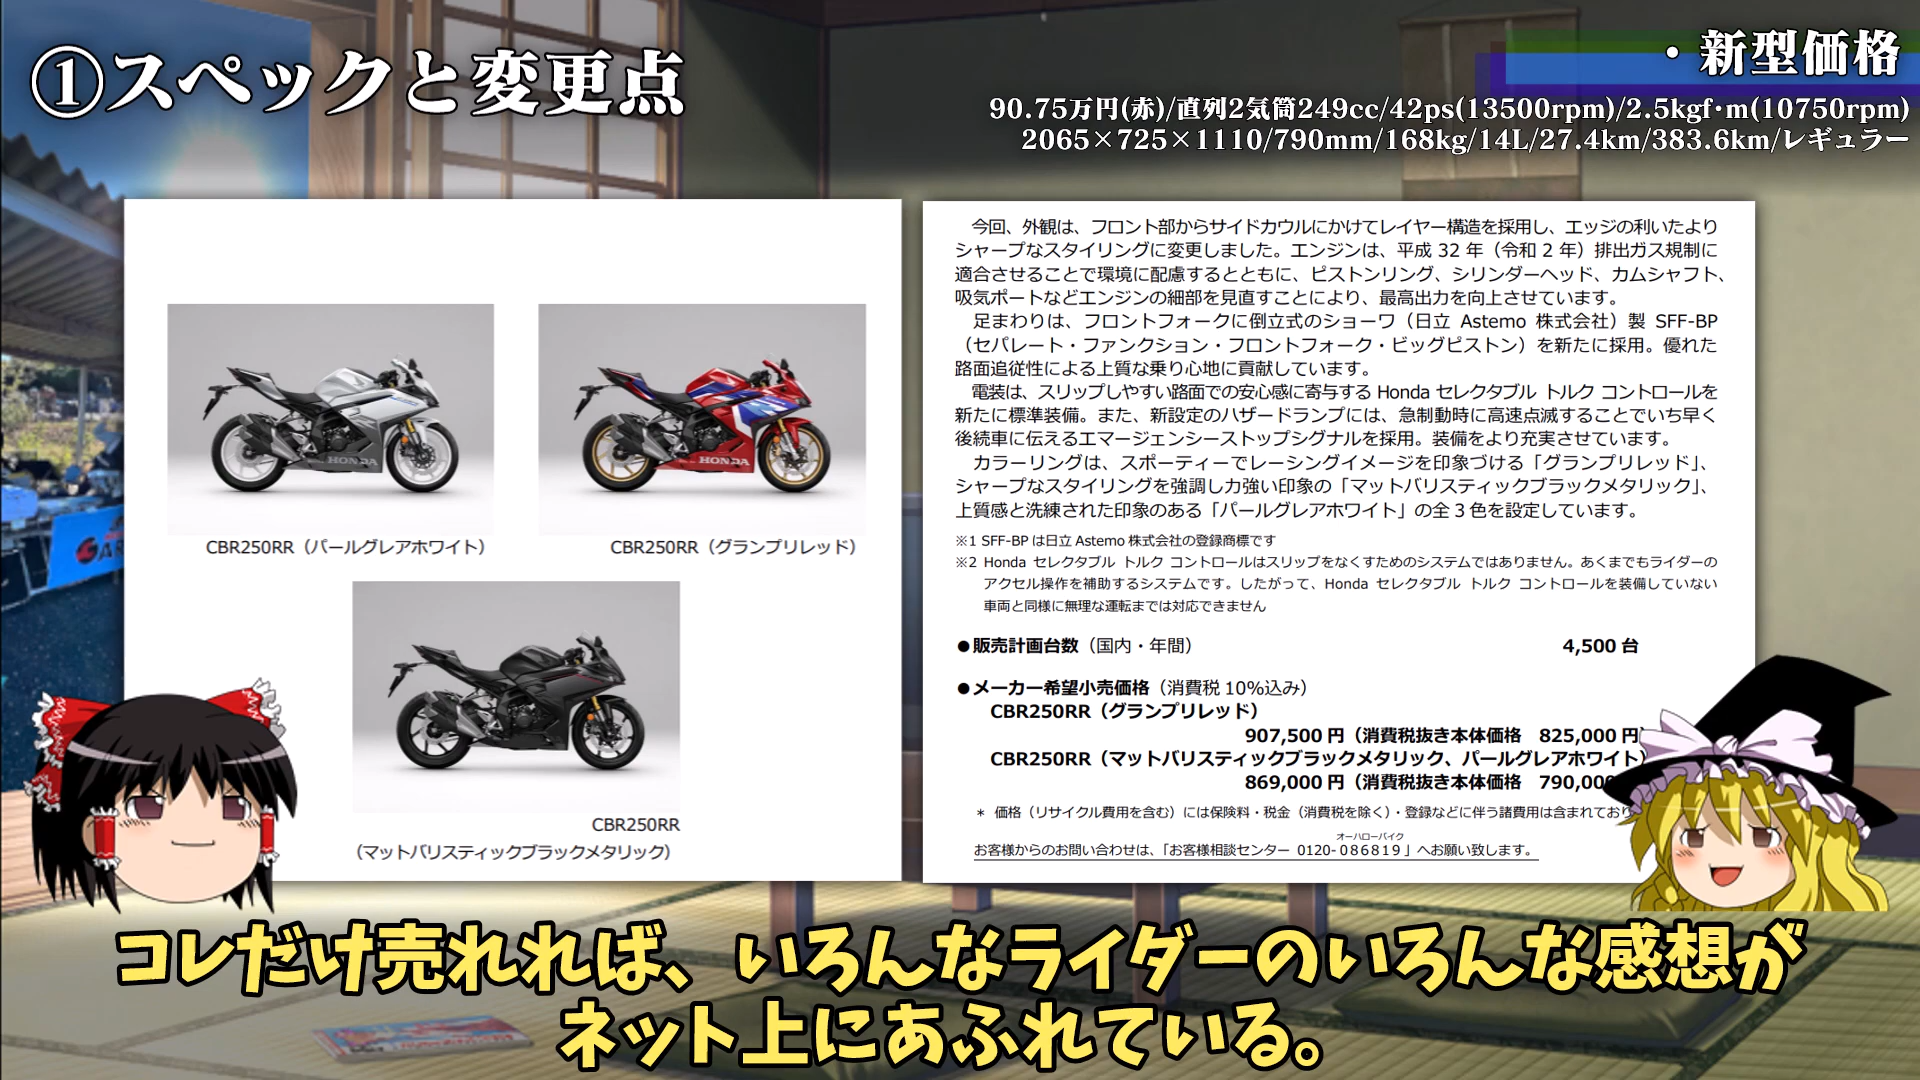 ①スペックと変更点
・新型価格
90.75万円(赤)/直列2気筒249cc/42ps(13500rpm)/2.5kgf·m(10750rpm)
2065×725×1110/790mm/168kg/14L/27.4km/383.6km/レギュラー
CBR250RR（パールグレアホワイト）
CBR250RR（グランプリレッド）
CBR250RR
（マットバリスティックブラックメタリック）
今回、外観は、フロント部からサイドカウルにかけてレイヤー構造を採用し、エッジの利いたより
シャープなスタイリングに変更しました。エンジンは、平成 32 年（令和 2 年）排出ガス規制に
適合させることで環境に配慮するとともに、ピストンリング、シリンダーヘッド、カムシャフト、
吸気ポートなどエンジンの細部を見直すことにより、最高出力を向上させています。
足まわりは、フロントフォークに倒立式のショーワ（日立 Astemo 株式会社）製 SFF-BP
（セパレート・ファンクション・フロントフォーク・ビッグピストン）を新たに採用。優れた
路面追従性による上質な乗り心地に貢献しています。
電装は、スリップしやすい路面での安心感に寄与する Honda セレクタブル トルク コントロールを
新たに標準装備。また、新設定のハザードランプには、急制動時に高速点滅することでいち早く
後続車に伝えるエマージェンシーストップシグナルを採用。装備をより充実させています。
カラーリングは、スポーティーでレーシングイメージを印象づける「グランプリレッド」、
シャープなスタイリングを強調し力強い印象の「マットバリスティックブラックメタリック」、
上質感と洗練された印象のある「パールグレアホワイト」の全３色を設定しています。
※1 SFF-BP は日立 Astemo 株式会社の登録商標です
※2 Honda セレクタブル トルク コントロールはスリップをなくすためのシステムではありません。あくまでもライダーの
アクセル操作を補助するシステムです。したがって、Honda セレクタブル トルク コントロールを装備していない
車両と同様に無理な運転までは対応できません
●販売計画台数（国内・年間） 4,500 台
●メーカー希望小売価格（消費税 10％込み）
CBR250RR（グランプリレッド）
907,500 円（消費税抜き本体価格 825,000 円）
CBR250RR（マットバリスティックブラックメタリック、パールグレアホワイト）
869,000 円（消費税抜き本体価格 790,000
＊ 価格（リサイクル費用を含む）には保険料・税金（消費税を除く）・登録などに伴う諸費用は含まれており
オーハローバイク
お客様からのお問い合わせは、「お客様相談センター 0120-086819」へお願い致します。
HONDA
HONDA
コレだけ売れれば、いろんなライダーのいろんな感想が
ネット上にあふれている。